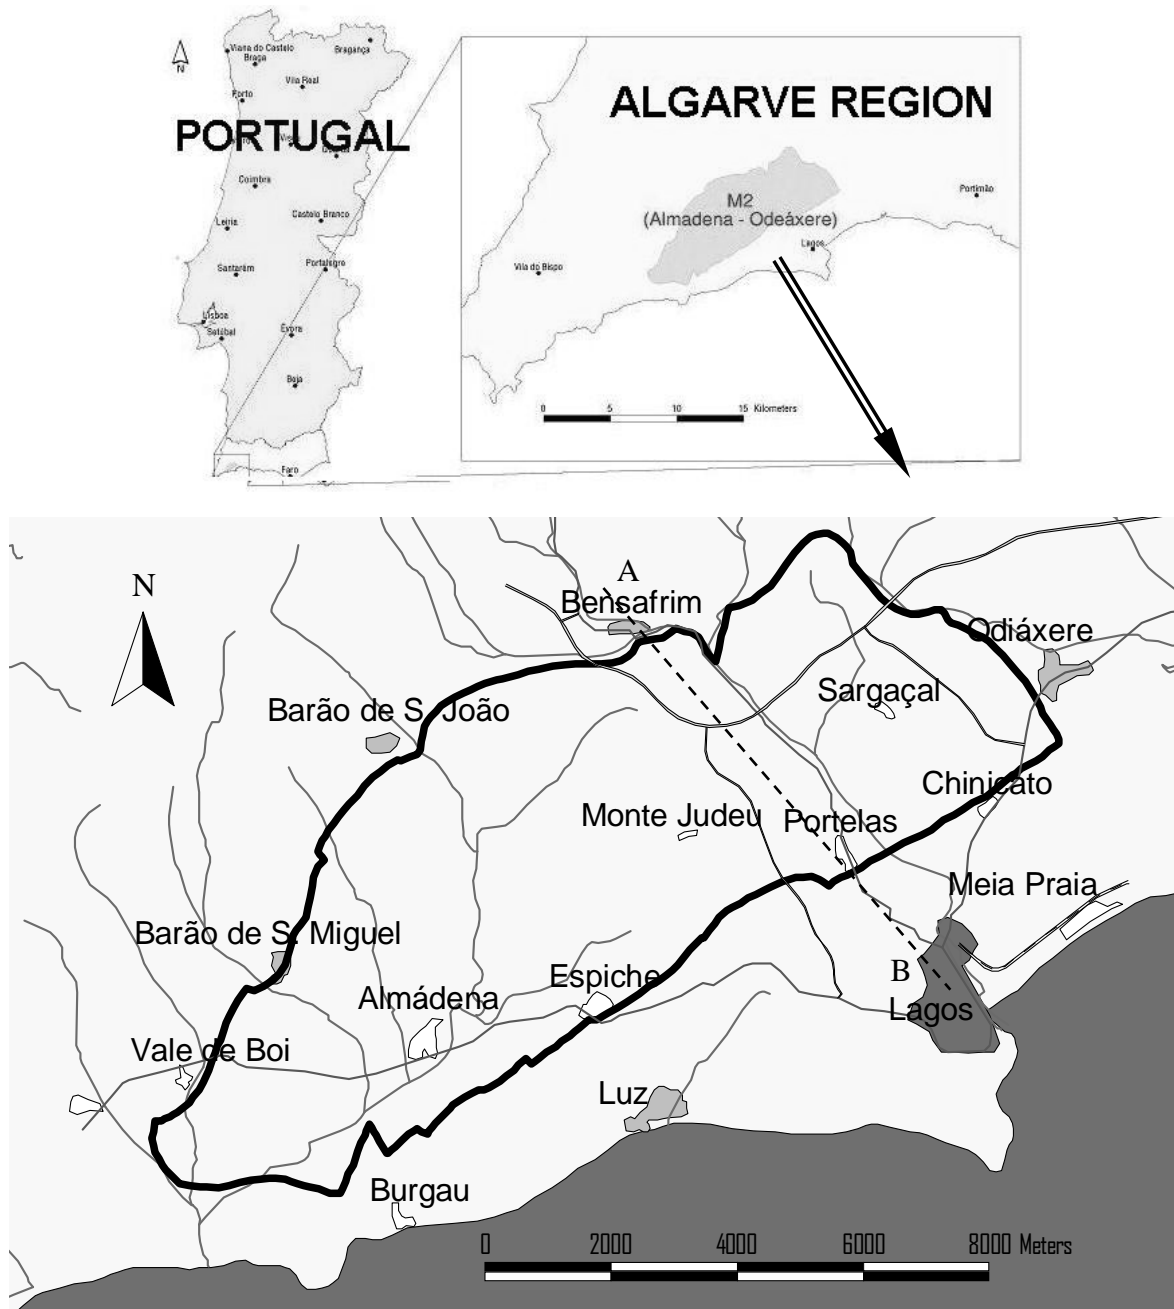 N
Viana do Castelo
Braga
Bragança
Vila Real
Porto
PORTUGAL
Coimbra
Leiria
Castelo Branco
Santarém
Portalegre
Lisboa
Setúbal
Évora
Beja
Faro
ALGARVE REGION
M2
(Almadena - Odeáxere)
Portimão
Lagos
Vila do Bispo
0 5 10 15 Kilometers
A
N
Bensafrim
Odiáxere
Sargaçal
Barão de S. João
Chinicato
Monte Judeu
Portelas
Meia Praia
Barão de S. Miguel
B
Espiche
Almádena
Lagos
Vale de Boi
Luz
Burgau
0 2000 4000 6000 8000 Meters